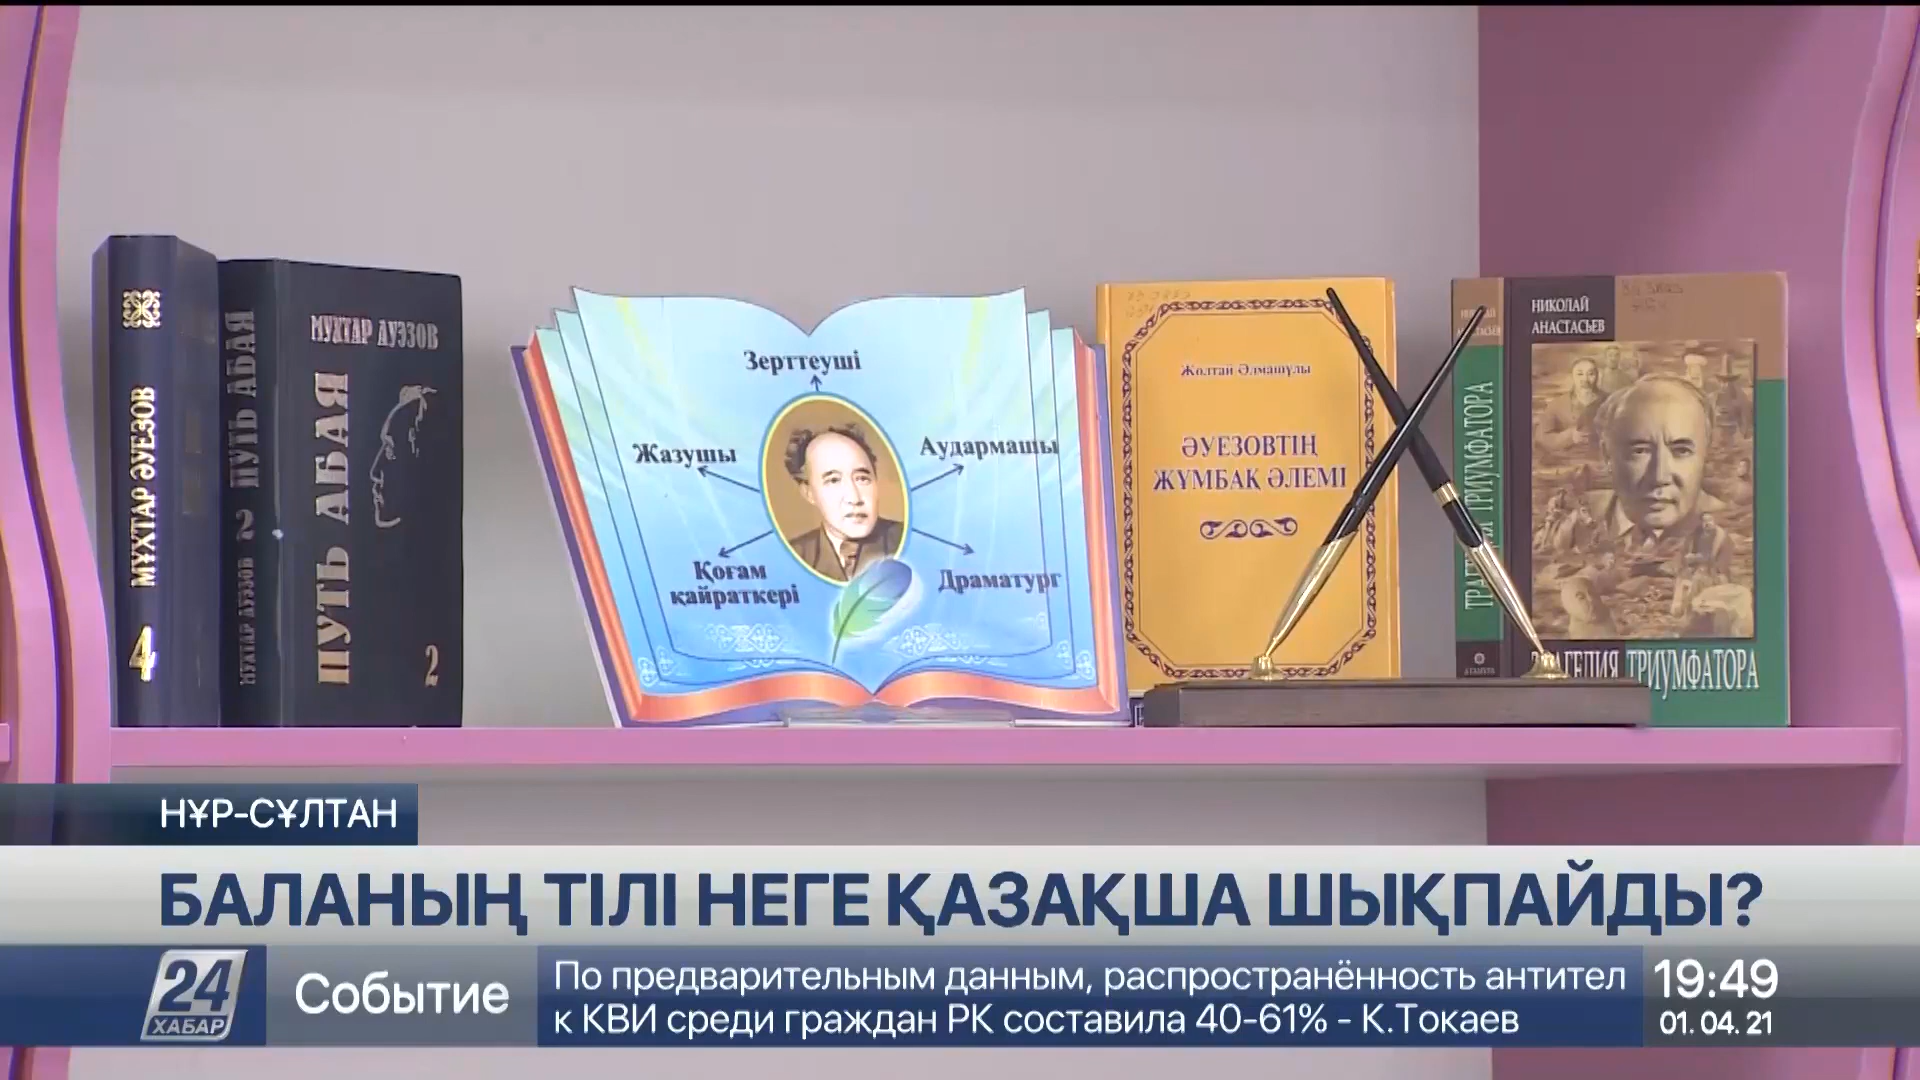 МҰХТАР ӘУЕЗОВ
4
МУХТАР АУЭЗОВ 2 ПУТЬ АБАЯ
МУХТАР АУЭЗОВ
ПУТЬ АБАЯ
2
Зерттеуші
Жазушы
Аудармашы
Қоғам
қайраткері
Драматург
Жолтай Әлмашұлы
ӘУЕЗОВТІҢ
ЖҰМБАҚ ӘЛЕМІ
НИКОЛАЙ
АНАСТАСЬЕВ
ТРАГЕДИЯ ТРИУМФАТОРА
НИКОЛАЙ
АНАСТАСЬЕВ
ТРАГЕДИЯ ТРИУМФАТОРА
НҰР-СҰЛТАН
БАЛАНЫҢ ТІЛІ НЕГЕ ҚАЗАҚША ШЫҚПАЙДЫ?
24
ХАБАР
Событие
По предварительным данным, распространённость антител
к КВИ среди граждан РК составила 40-61% - К.Токаев
19:49
01. 04. 21